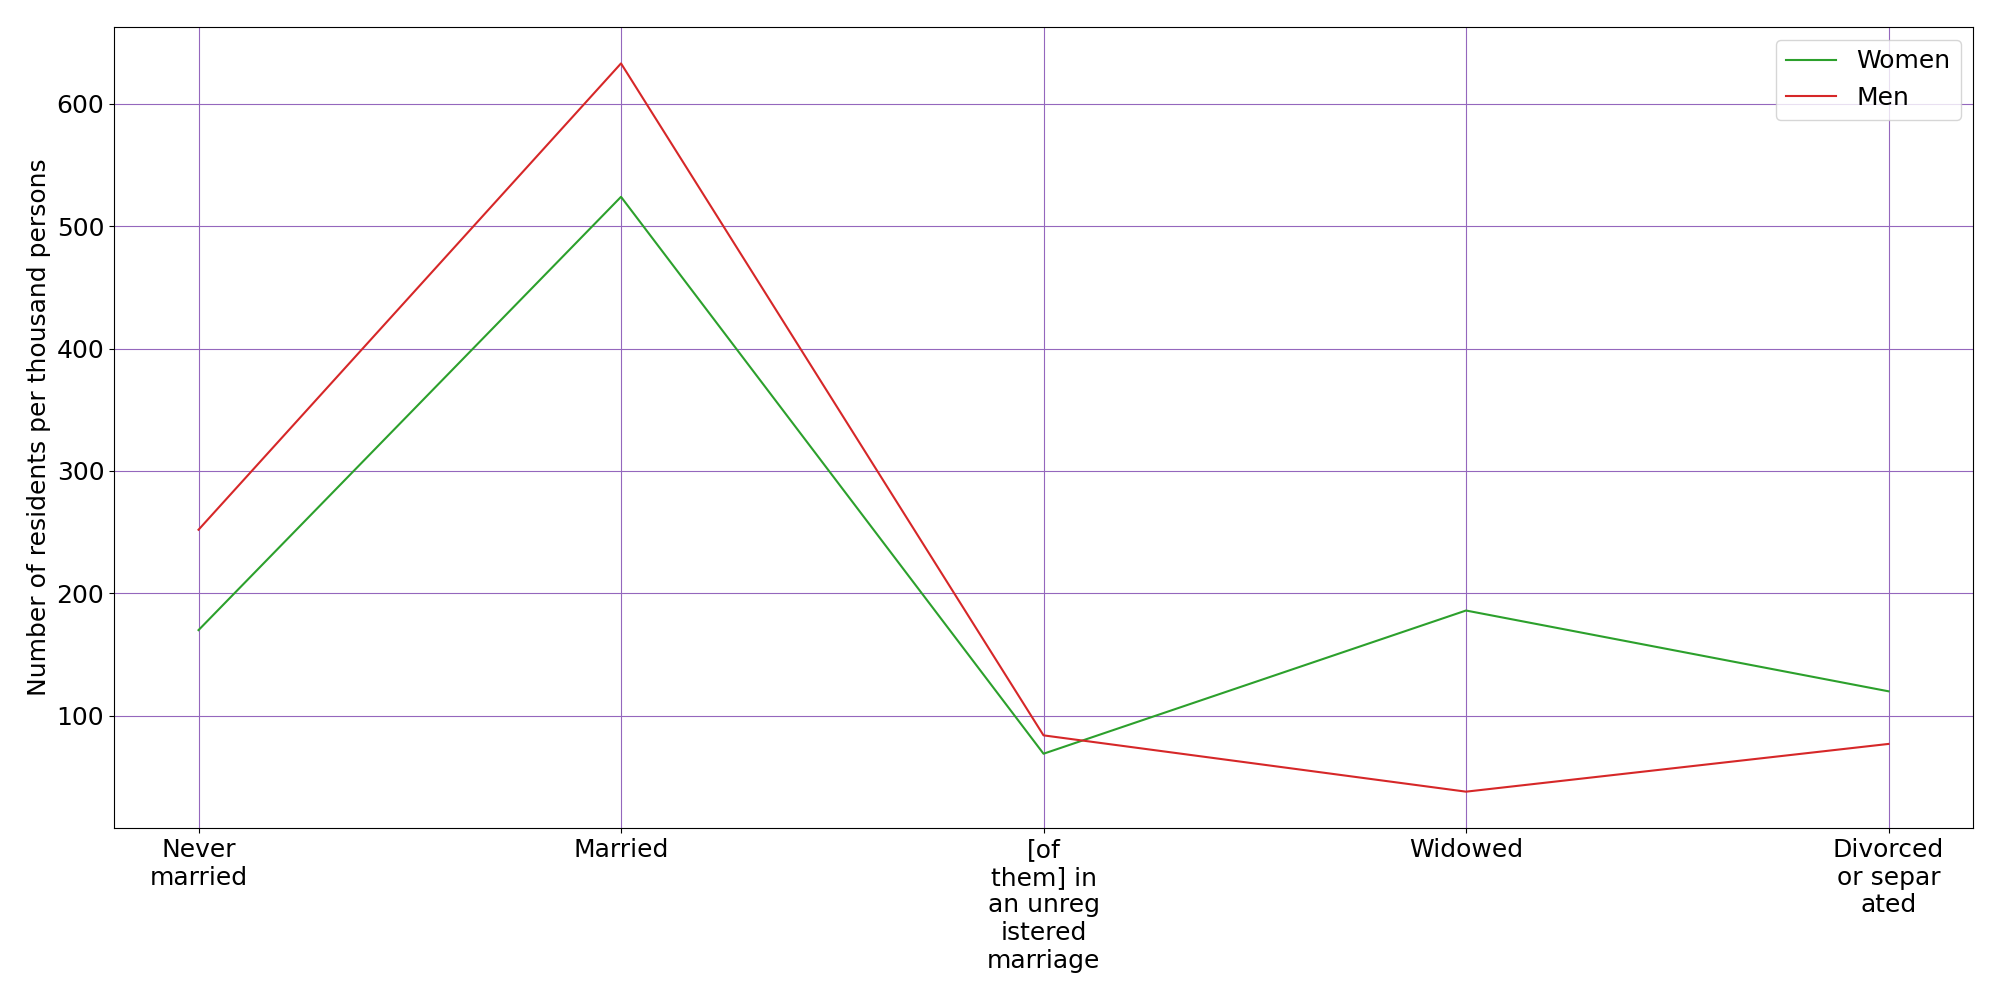 Women
Men
Number of residents per thousand persons
600
500
400
300
200
100
Never
married
Married
[of
them] in
an unreg
istered
marriage
Widowed
Divorced
or separ
ated